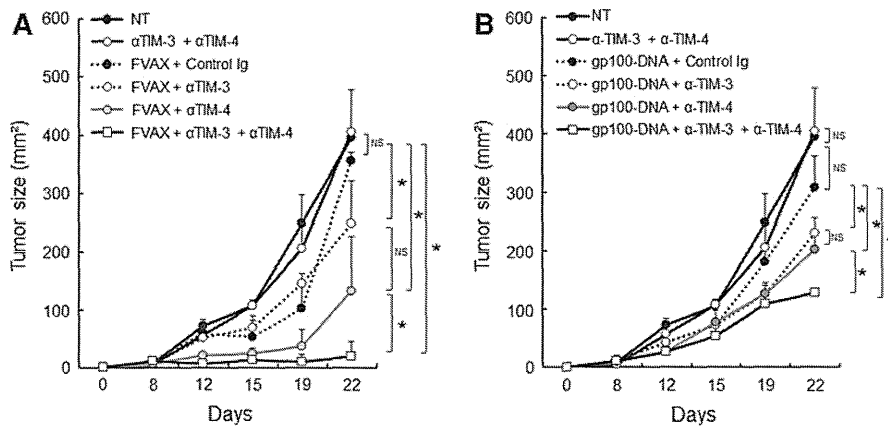 A
Tumor size (mm²)
600
500
400
300
200
100
0
NT
αTIM-3 + αTIM-4
FVAX + Control Ig
FVAX + αTIM-3
FVAX + αTIM-4
FVAX + αTIM-3 + αTIM-4
NS
*
NS
*
*
*
0 8 12 15 19 22
Days
B
Tumor size (mm²)
600
500
400
300
200
100
0
NT
α-TIM-3 + α-TIM-4
gp100-DNA + Control Ig
gp100-DNA + α-TIM-3
gp100-DNA + α-TIM-4
gp100-DNA + α-TIM-3 + α-TIM-4
NS
NS
*
NS
*
*
*
0 8 12 15 19 22
Days